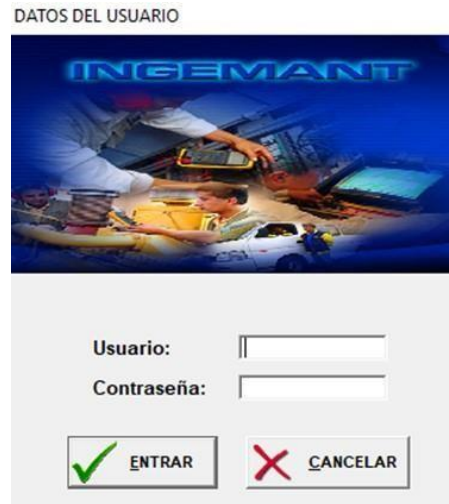 DATOS DEL USUARIO
INGEMANT
Usuario:
Contraseña:
ENTRAR CANCELAR